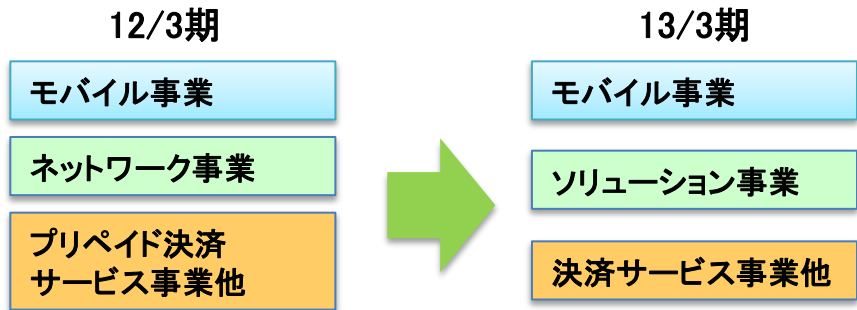 12/3期
モバイル事業
ネットワーク事業
プリペイド決済
サービス事業他
13/3期
モバイル事業
ソリューション事業
決済サービス事業他